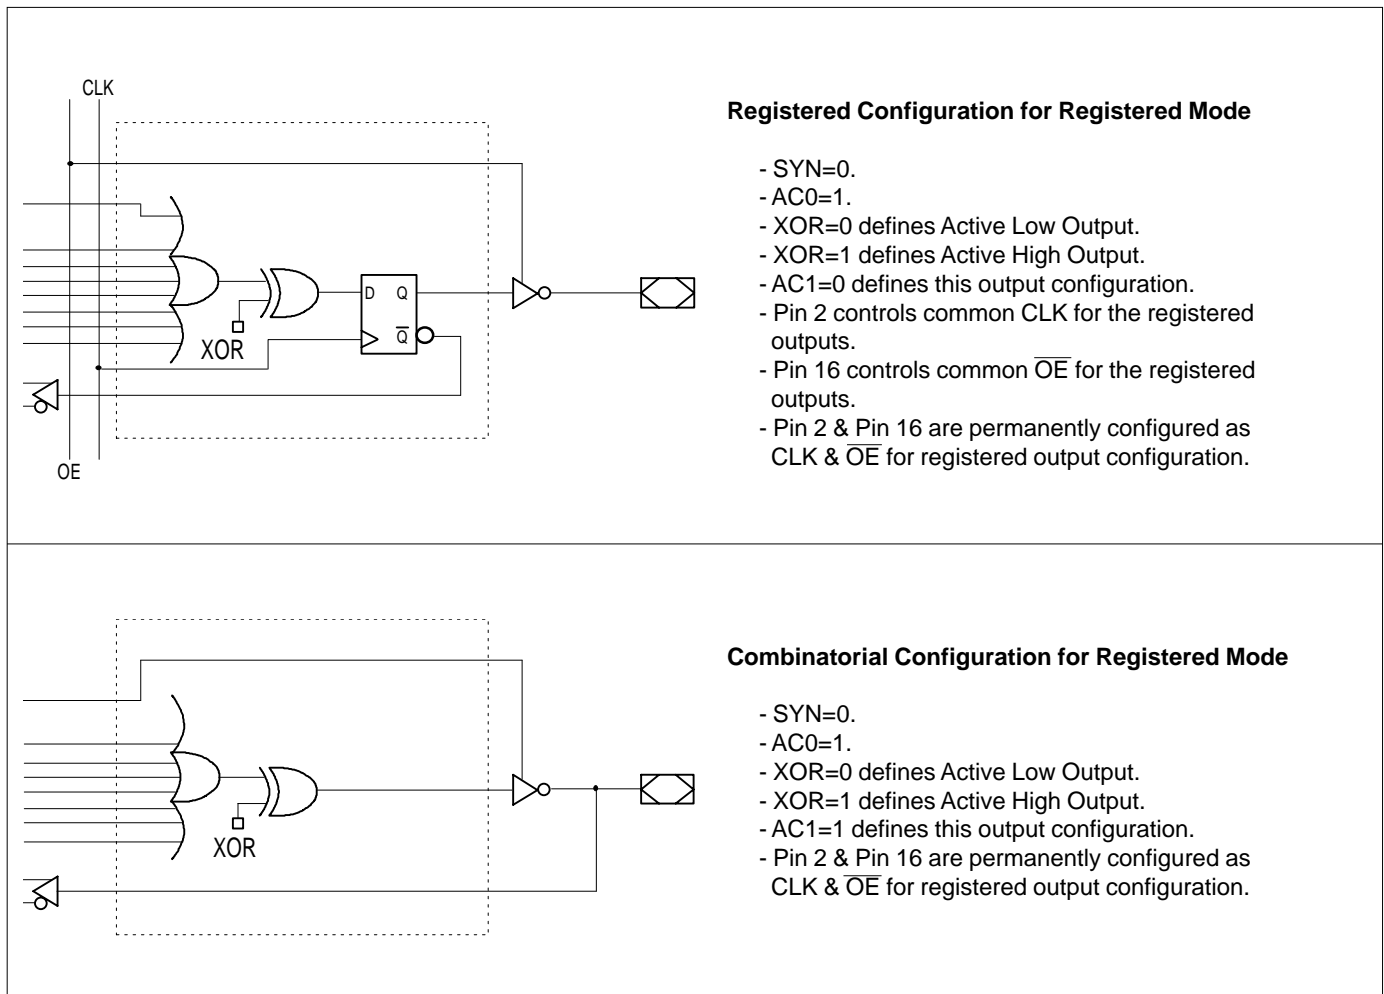 CLK
D Q
XOR
Q̅
OE
Registered Configuration for Registered Mode
- SYN=0.
- AC0=1.
- XOR=0 defines Active Low Output.
- XOR=1 defines Active High Output.
- AC1=0 defines this output configuration.
- Pin 2 controls common CLK for the registered
outputs.
- Pin 16 controls common O̅E̅ for the registered
outputs.
- Pin 2 & Pin 16 are permanently configured as
CLK & O̅E̅ for registered output configuration.
XOR
Combinatorial Configuration for Registered Mode
- SYN=0.
- AC0=1.
- XOR=0 defines Active Low Output.
- XOR=1 defines Active High Output.
- AC1=1 defines this output configuration.
- Pin 2 & Pin 16 are permanently configured as
CLK & O̅E̅ for registered output configuration.